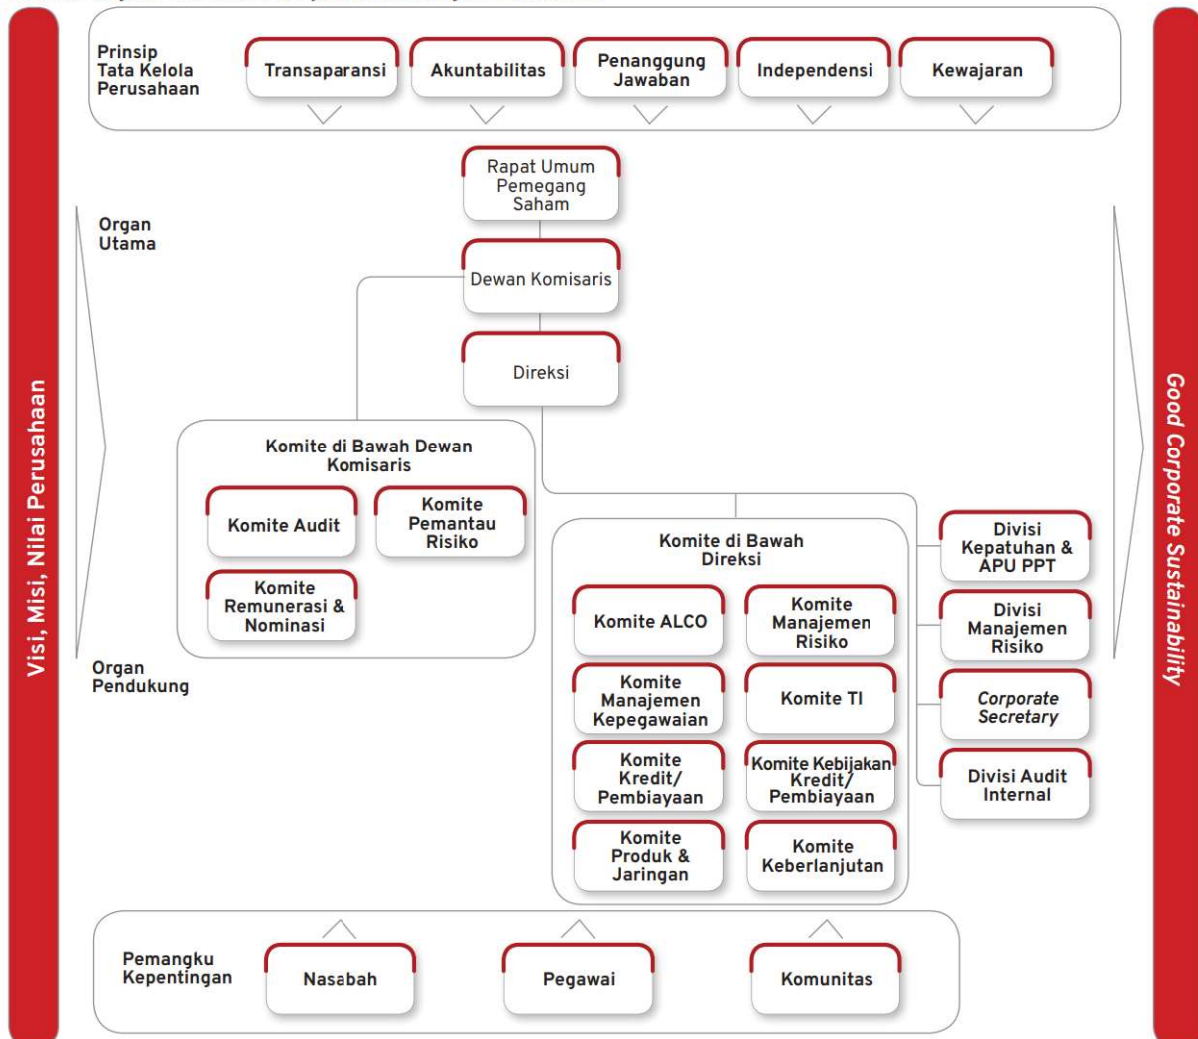 Prinsip
Tata Kelola
Perusahaan
Transaparansi
Akuntabilitas
Penanggung
Jawaban
Independensi
Kewajaran
Visi, Misi, Nilai Perusahaan
Good Corporate Sustainability
Organ
Utama
Rapat Umum
Pemegang
Saham
Dewan Komisaris
Direksi
Komite di Bawah Dewan
Komisaris
Komite Audit
Komite
Pemantau
Risiko
Komite
Remunerasi &
Nominasi
Organ
Pendukung
Komite di Bawah
Direksi
Komite ALCO
Komite
Manajemen
Risiko
Komite
Manajemen
Kepegawaian
Komite TI
Komite
Kredit/
Pembiayaan
Komite Kebijakan
Kredit/
Pembiayaan
Komite
Produk &
Jaringan
Komite
Keberlanjutan
Divisi
Kepatuhan &
APU PPT
Divisi
Manajemen
Risiko
Corporate
Secretary
Divisi Audit
Internal
Pemangku
Kepentingan
Nasabah
Pegawai
Komunitas